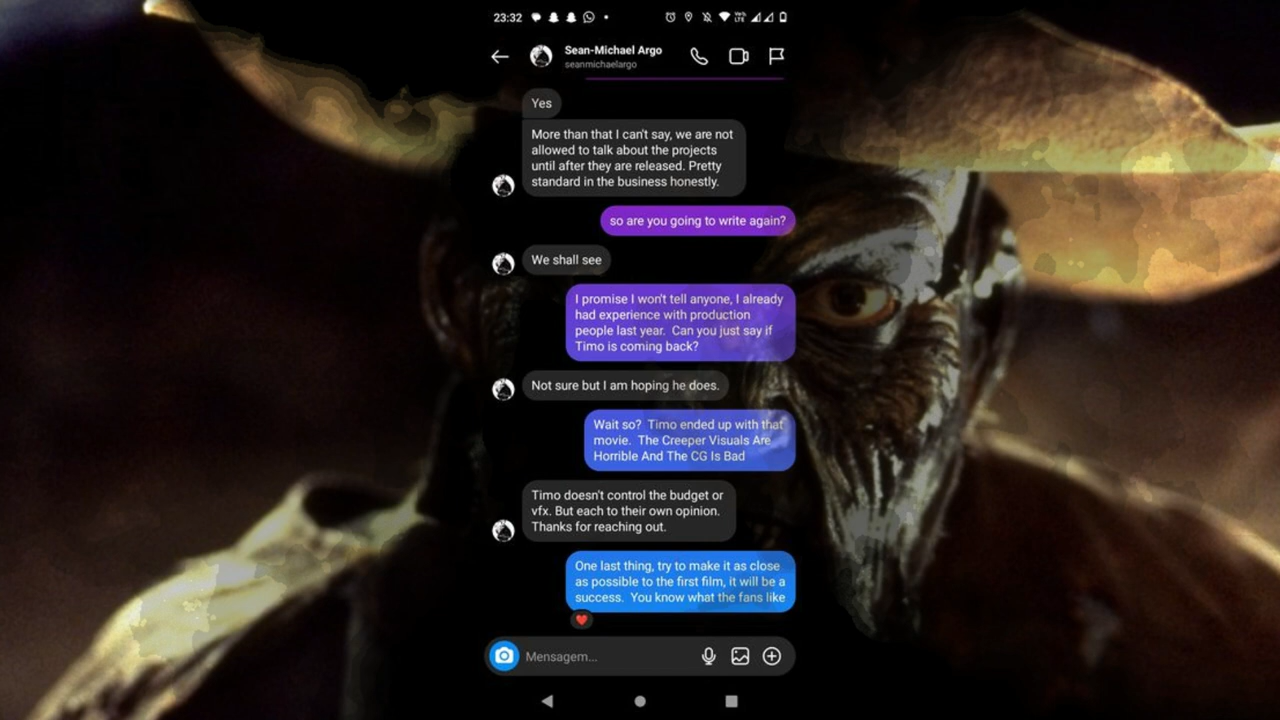 23:32
Sean-Michael Argo
seanmichaelargo
Yes
More than that I can't say, we are not
allowed to talk about the projects
until after they are released. Pretty
standard in the business honestly.
so are you going to write again?
We shall see
I promise I won't tell anyone, I already
had experience with production
people last year.  Can you just say if
Timo is coming back?
Not sure but I am hoping he does.
Wait so?  Timo ended up with that
movie.  The Creeper Visuals Are
Horrible And The CG Is Bad
Timo doesn't control the budget or
vfx. But each to their own opinion.
Thanks for reaching out.
One last thing, try to make it as close
as possible to the first film, it will be a
success.  You know what the fans like
Mensagem...